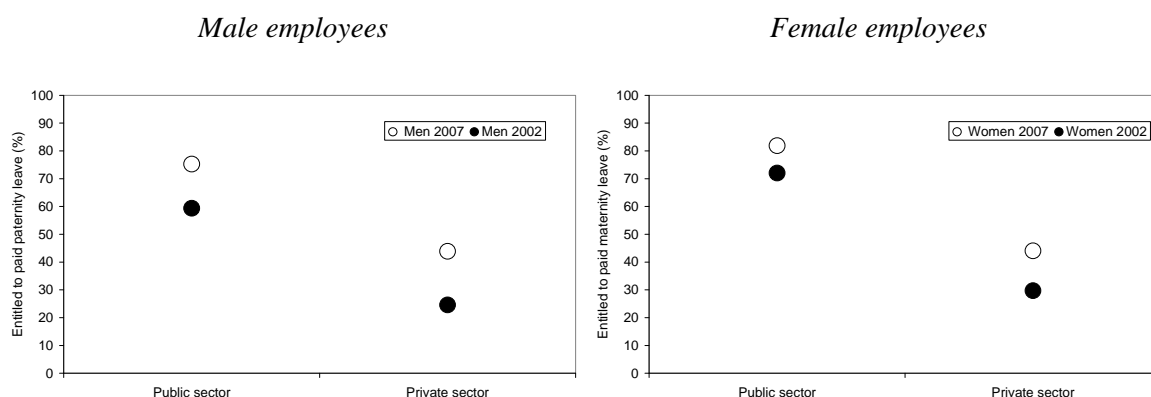 Male employees
Entitled to paid paternity leave (%)
100
90
80
70
60
50
40
30
20
10
0
Men 2007 Men 2002
Public sector Private sector
Female employees
Entitled to paid maternity leave (%)
100
90
80
70
60
50
40
30
20
10
0
Women 2007 Women 2002
Public sector Private sector